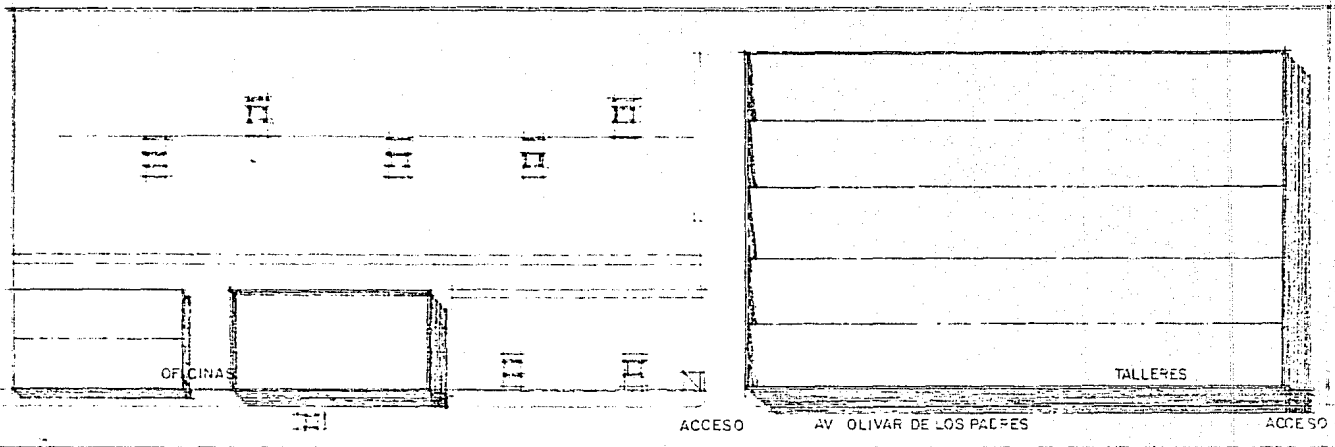 OFICINAS
TALLERES
ACCESO
AV OLIVAR DE LOS PADRES
ACCESO